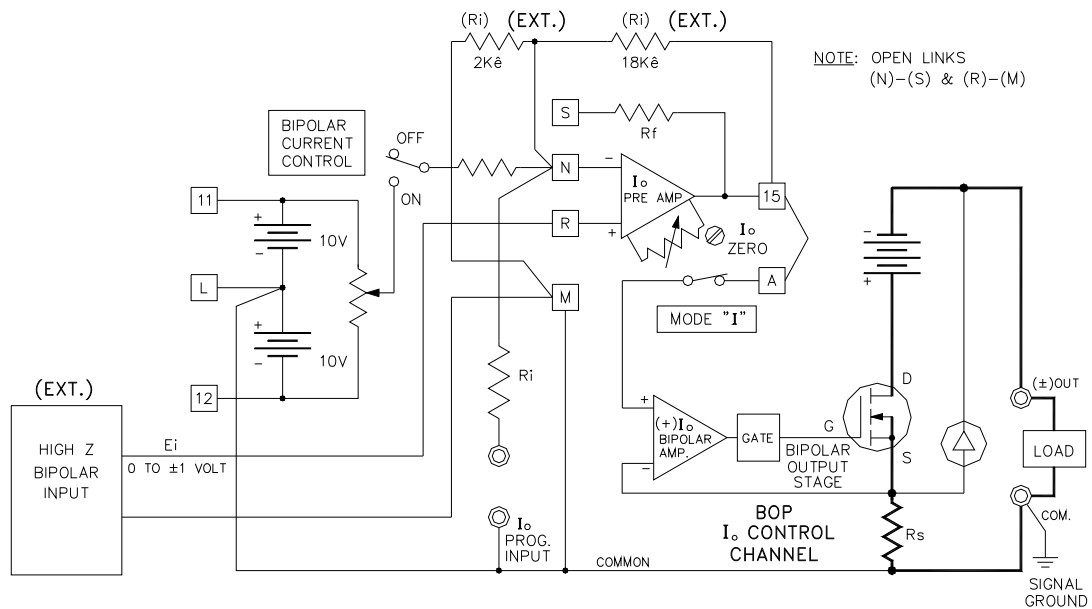 (Ri) (EXT.) (Ri) (EXT.)
2Kê 18Kê
NOTE: OPEN LINKS
(N)-(S) & (R)-(M)
S
Rf
BIPOLAR
CURRENT
CONTROL
OFF
ON
N
-
Io
PRE AMP
15
11
+
10V
-
R
+
Io
ZERO
-
+
L
M
A
MODE "I"
+
10V
-
12
(EXT.)
HIGH Z
BIPOLAR
INPUT
Ei
0 TO ±1 VOLT
Ri
+
(+)Io
BIPOLAR
AMP.
-
GATE
G
D
S
BIPOLAR
OUTPUT
STAGE
(±)OUT
LOAD
COM.
Io
PROG.
INPUT
BOP
Io CONTROL
CHANNEL
Rs
COMMON
SIGNAL
GROUND